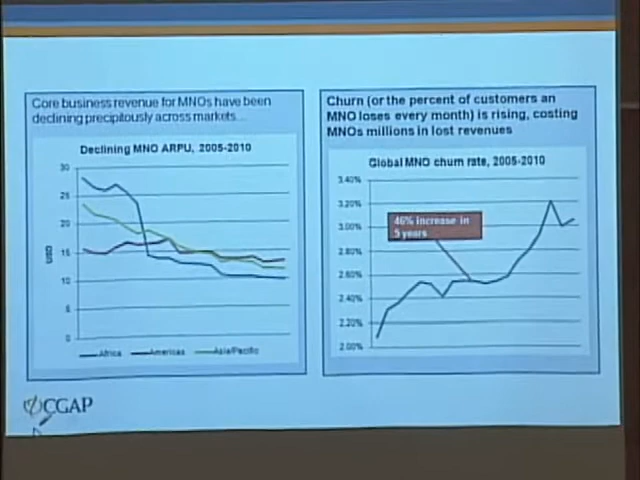 Core business revenue for MNOs have been
declining precipitously across markets...
Declining MNO ARPU, 2005-2010
30
25
20
15
10
5
0
USD
Africa Americas Asia/Pacific
Churn (or the percent of customers an
MNO loses every month) is rising, costing
MNOs millions in lost revenues
Global MNO churn rate, 2005-2010
3.40%
3.20%
3.00%
2.80%
2.60%
2.40%
2.20%
2.00%
46% increase in
5 years
CGAP